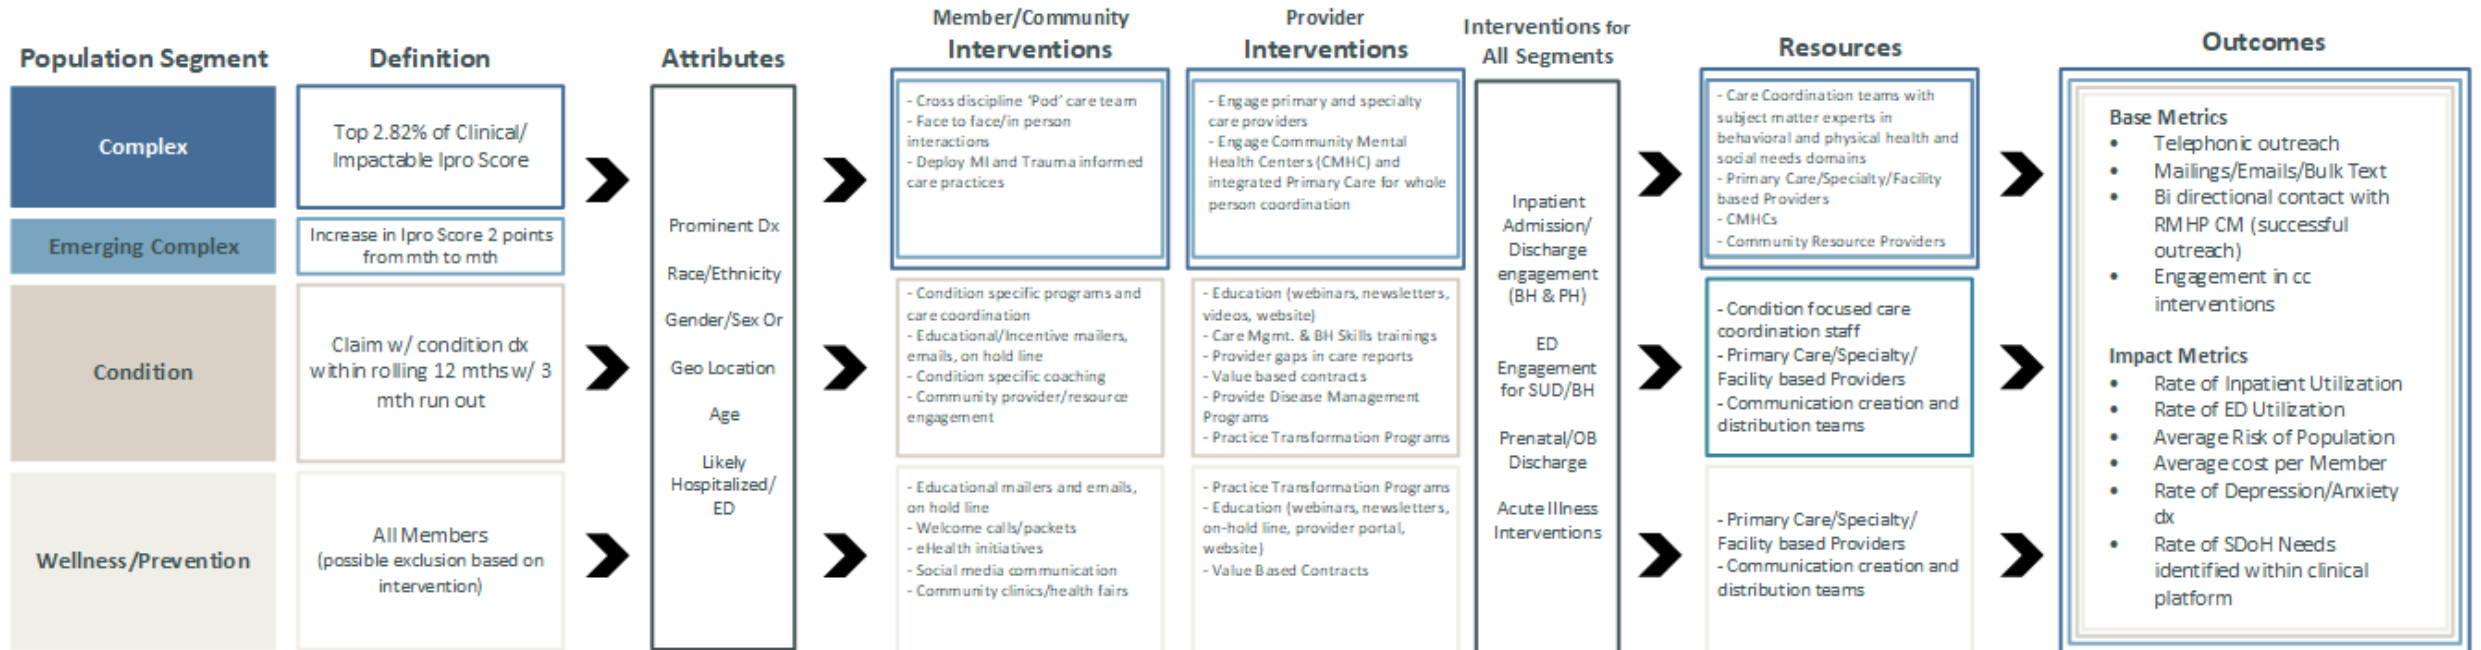 Population Segment
Definition
Attributes
Member/Community
Interventions
Provider
Interventions
Interventions for
All Segments
Resources
Outcomes
Complex
Top 2.82% of Clinical/
Impactable Ipro Score
Emerging Complex
Increase in Ipro Score 2 points
from mth to mth
Condition
Claim w/ condition dx
within rolling 12 mths w/ 3
mth run out
Wellness/Prevention
All Members
(possible exclusion based on
intervention)
Prominent Dx
Race/Ethnicity
Gender/Sex Or
Geo Location
Age
Likely
Hospitalized/
ED
- Cross discipline 'Pod' care team
- Face to face/in person
interactions
- Deploy MI and Trauma informed
care practices
- Condition specific programs and
care coordination
- Educational/Incentive mailers,
emails, on hold line
- Condition specific coaching
- Community provider/resource
engagement
- Educational mailers and emails,
on hold line
- Welcome calls/packets
- eHealth initiatives
- Social media communication
- Community clinics/health fairs
- Engage primary and specialty
care providers
- Engage Community Mental
Health Centers (CMHC) and
integrated Primary Care for whole
person coordination
- Education (webinars, newsletters,
videos, website)
- Care Mgmt. & BH Skills trainings
- Provider gaps in care reports
- Value based contracts
- Provide Disease Management
Programs
- Practice Transformation Programs
- Practice Transformation Programs
- Education (webinars, newsletters,
on-hold line, provider portal,
website)
- Value Based Contracts
Inpatient
Admission/
Discharge
engagement
(BH & PH)
ED
Engagement
for SUD/BH
Prenatal/OB
Discharge
Acute Illness
Interventions
- Care Coordination teams with
subject matter experts in
behavioral and physical health and
social needs domains
- Primary Care/Specialty/Facility
based Providers
- CMHCs
- Community Resource Providers
- Condition focused care
coordination staff
- Primary Care/Specialty/
Facility based Providers
- Communication creation and
distribution teams
- Primary Care/Specialty/
Facility based Providers
- Communication creation and
distribution teams
Base Metrics
• Telephonic outreach
• Mailings/Emails/Bulk Text
• Bi directional contact with
RMHP CM (successful
outreach)
• Engagement in cc
interventions
Impact Metrics
• Rate of Inpatient Utilization
• Rate of ED Utilization
• Average Risk of Population
• Average cost per Member
• Rate of Depression/Anxiety
dx
• Rate of SDoH Needs
identified within clinical
platform